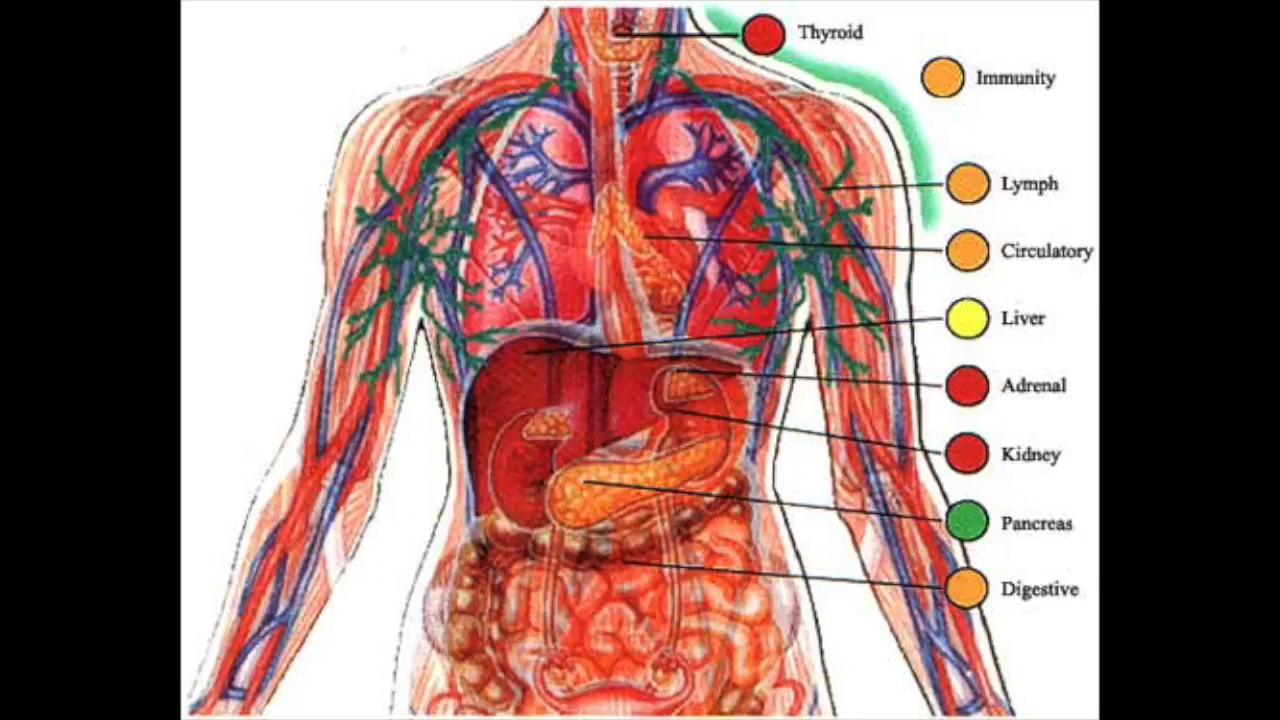 Thyroid
Immunity
Lymph
Circulatory
Liver
Adrenal
Kidney
Pancreas
Digestive